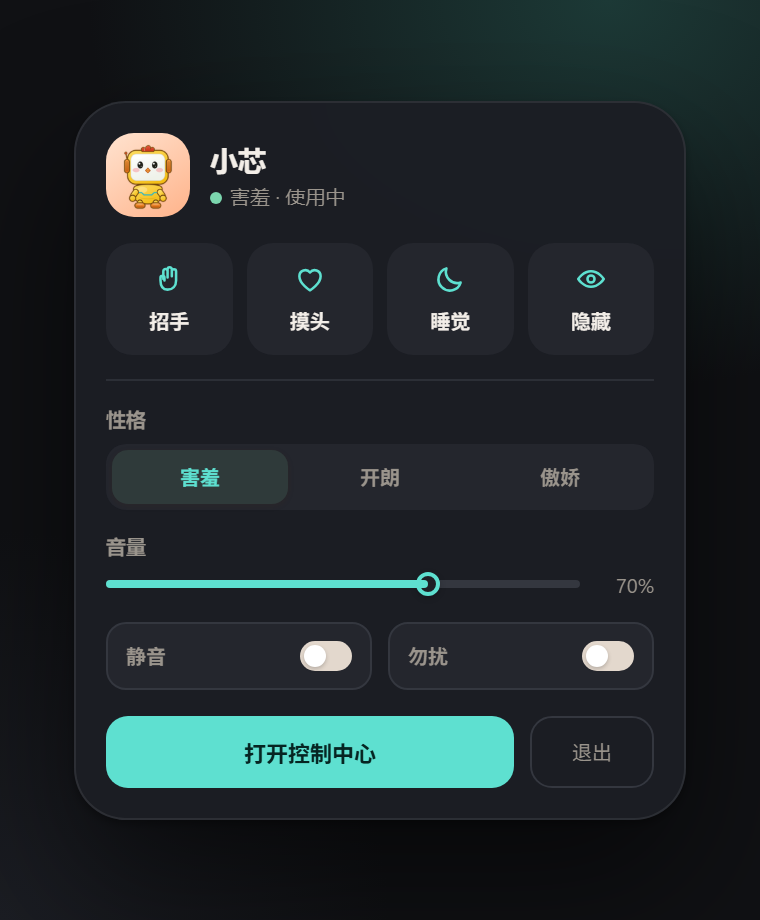 小芯
害羞 · 使用中
招手 摸头 睡觉 隐藏
性格
害羞 开朗 傲娇
音量
70%
静音 勿扰
打开控制中心 退出